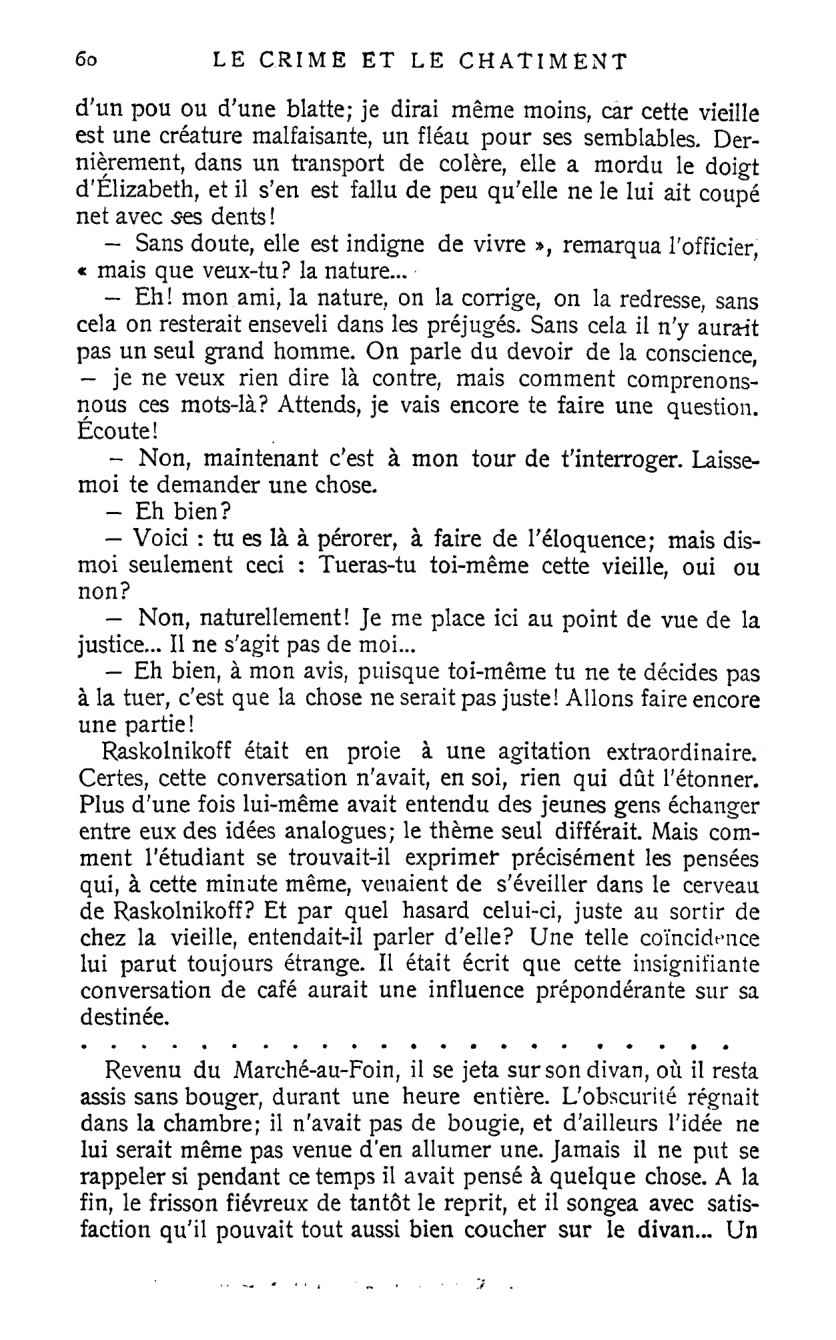 60 LE CRIME ET LE CHATIMENT
d'un pou ou d'une blatte; je dirai même moins, car cette vieille
est une créature malfaisante, un fléau pour ses semblables. Der-
nièrement, dans un transport de colère, elle a mordu le doigt
d'Élizabeth, et il s'en est fallu de peu qu'elle ne le lui ait coupé
net avec ses dents!
— Sans doute, elle est indigne de vivre », remarqua l'officier,
« mais que veux-tu? la nature...
— Eh! mon ami, la nature, on la corrige, on la redresse, sans
cela on resterait enseveli dans les préjugés. Sans cela il n'y aurait
pas un seul grand homme. On parle du devoir de la conscience,
— je ne veux rien dire là contre, mais comment comprenons-
nous ces mots-là? Attends, je vais encore te faire une question.
Écoute!
— Non, maintenant c'est à mon tour de t'interroger. Laisse-
moi te demander une chose.
— Eh bien?
— Voici : tu es là à pérorer, à faire de l'éloquence; mais dis-
moi seulement ceci : Tueras-tu toi-même cette vieille, oui ou
non?
— Non, naturellement! Je me place ici au point de vue de la
justice... Il ne s'agit pas de moi...
— Eh bien, à mon avis, puisque toi-même tu ne te décides pas
à la tuer, c'est que la chose ne serait pas juste! Allons faire encore
une partie!
Raskolnikoff était en proie à une agitation extraordinaire.
Certes, cette conversation n'avait, en soi, rien qui dût l'étonner.
Plus d'une fois lui-même avait entendu des jeunes gens échanger
entre eux des idées analogues; le thème seul différait. Mais com-
ment l'étudiant se trouvait-il exprimer précisément les pensées
qui, à cette minute même, venaient de s'éveiller dans le cerveau
de Raskolnikoff? Et par quel hasard celui-ci, juste au sortir de
chez la vieille, entendait-il parler d'elle? Une telle coïncidence
lui parut toujours étrange. Il était écrit que cette insignifiante
conversation de café aurait une influence prépondérante sur sa
destinée.
. . . . . . . . . . . . . . . . . . . . . .
Revenu du Marché-au-Foin, il se jeta sur son divan, où il resta
assis sans bouger, durant une heure entière. L'obscurité régnait
dans la chambre; il n'avait pas de bougie, et d'ailleurs l'idée ne
lui serait même pas venue d'en allumer une. Jamais il ne put se
rappeler si pendant ce temps il avait pensé à quelque chose. A la
fin, le frisson fiévreux de tantôt le reprit, et il songea avec satis-
faction qu'il pouvait tout aussi bien coucher sur le divan... Un